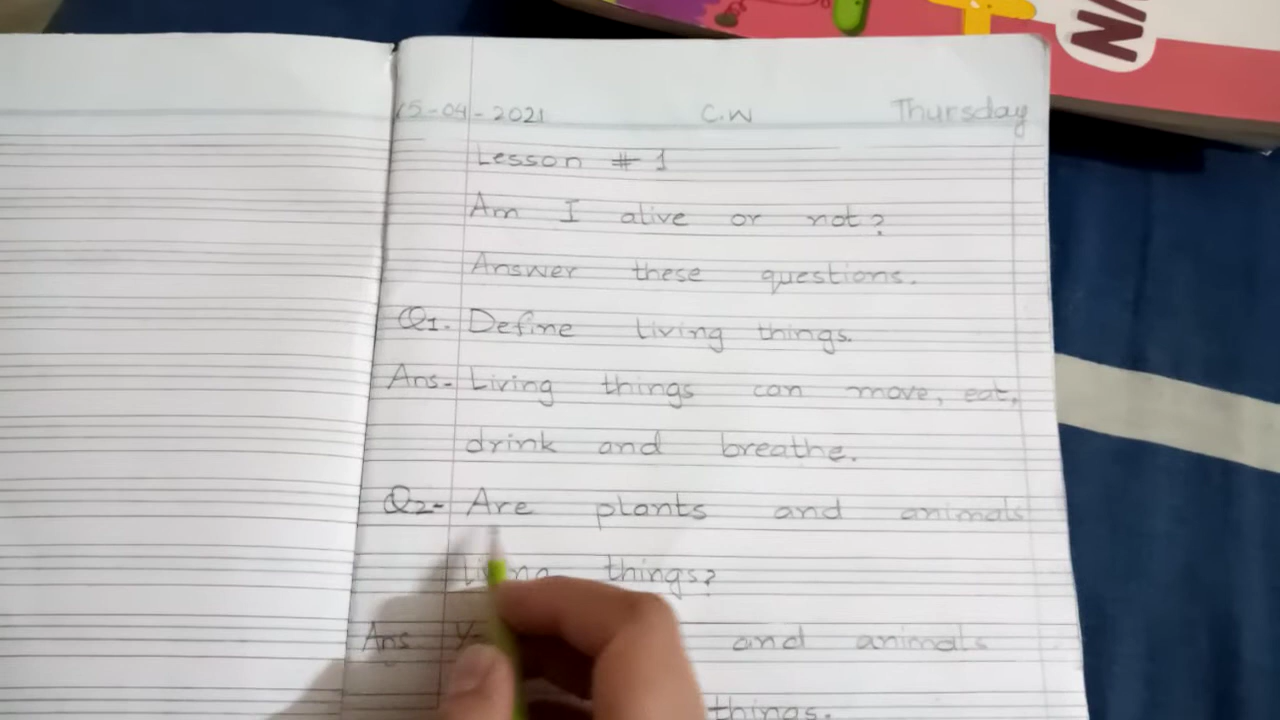 15-04-2021 C.W Thursday
Lesson # 1
Am I alive or not?
Answer these questions.
Q1. Define living things.
Ans- Living things can move, eat,
drink and breathe.
Q2- Are plants and animals
living things?
Ans and animals
things.